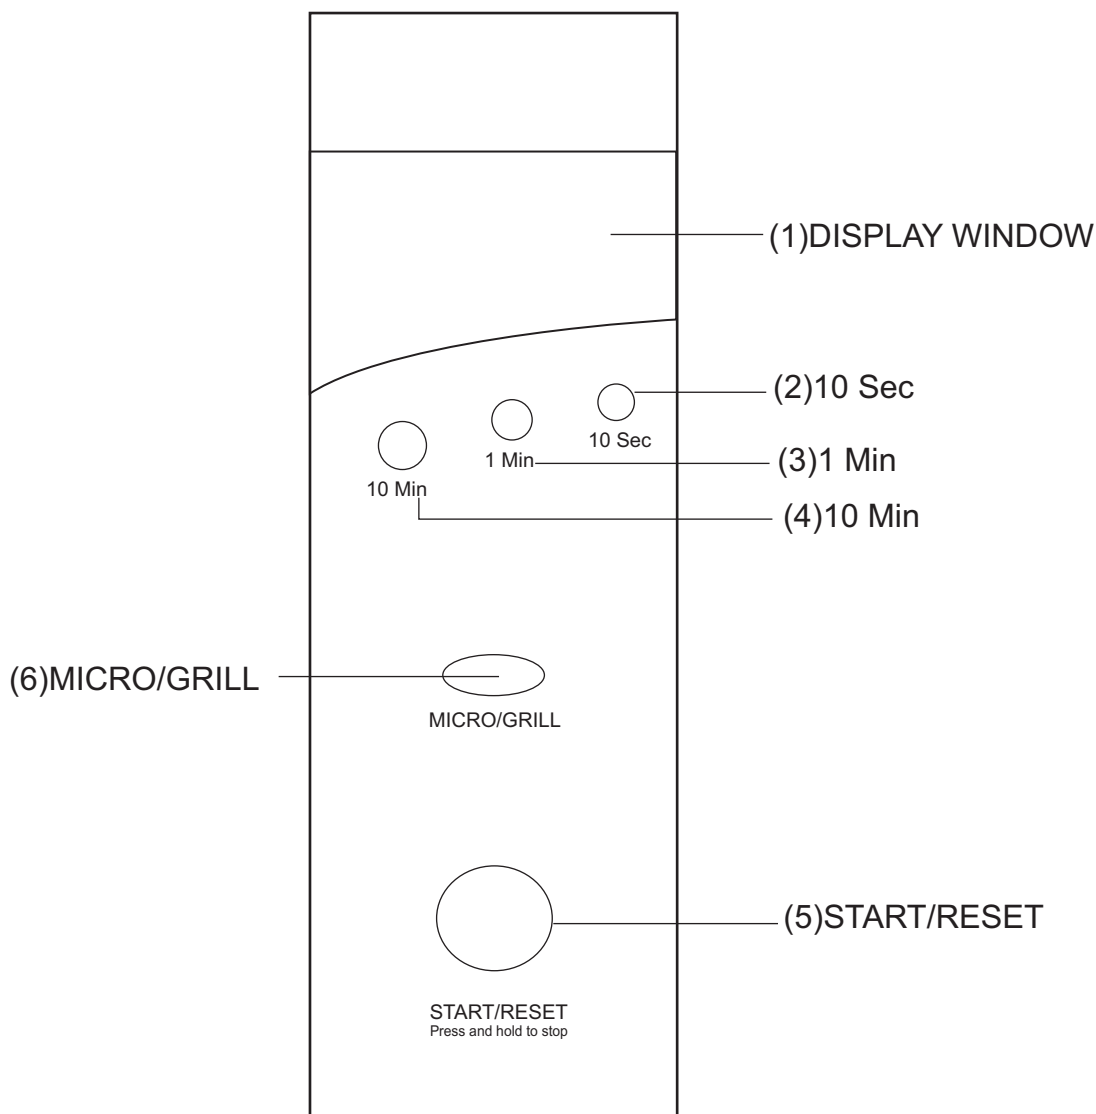 (1)DISPLAY WINDOW
(2)10 Sec
10 Sec
1 Min
(3)1 Min
10 Min
(4)10 Min
(6)MICRO/GRILL
MICRO/GRILL
(5)START/RESET
START/RESET
Press and hold to stop